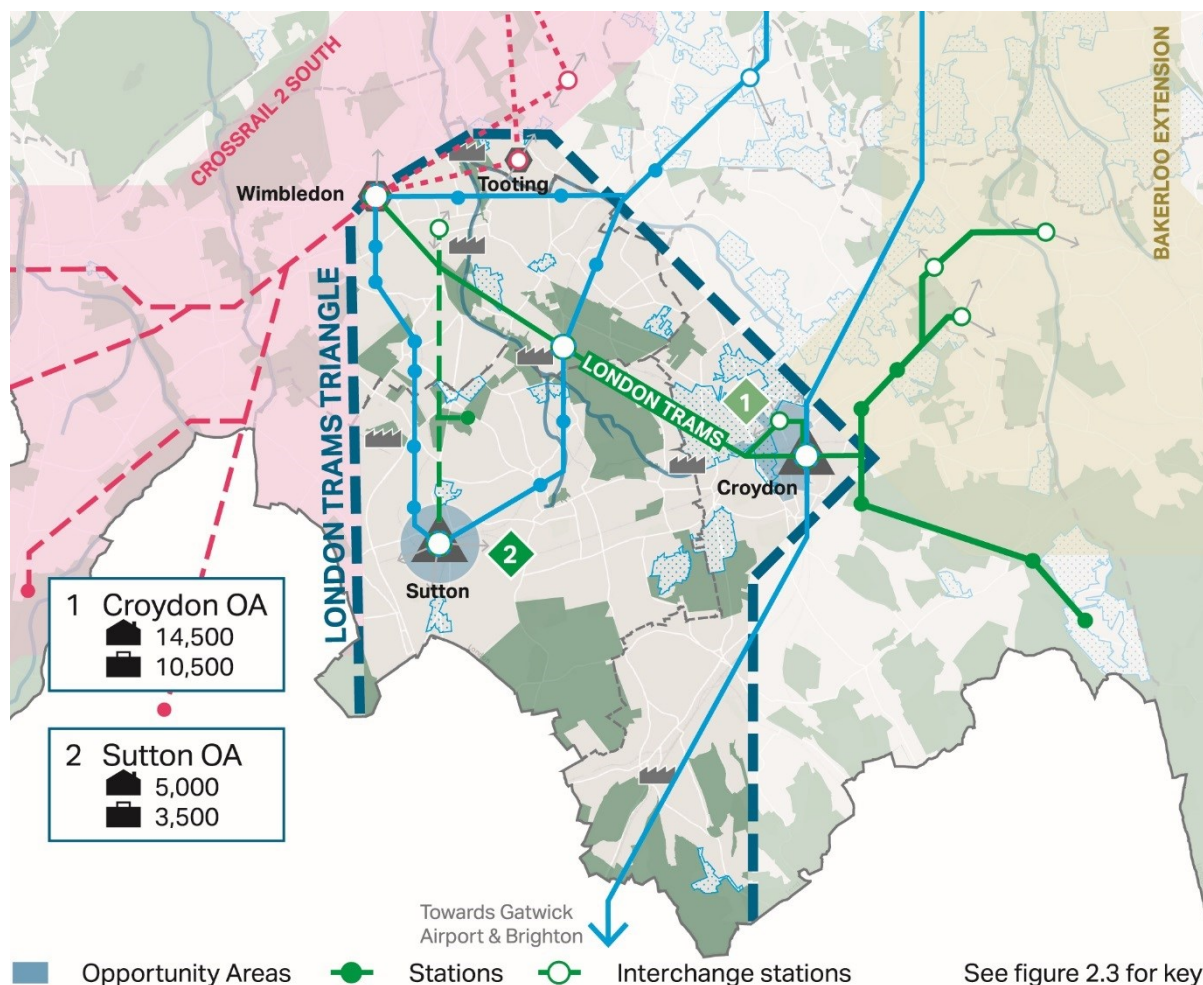 CROSSRAIL 2 SOUTH
BAKERLOO EXTENSION
Wimbledon
Tooting
LONDON TRAMS TRIANGLE
LONDON TRAMS
1
Croydon
2
Sutton
1 Croydon OA
14,500
10,500
2 Sutton OA
5,000
3,500
Towards Gatwick
Airport & Brighton
Opportunity Areas
Stations
Interchange stations
See figure 2.3 for key